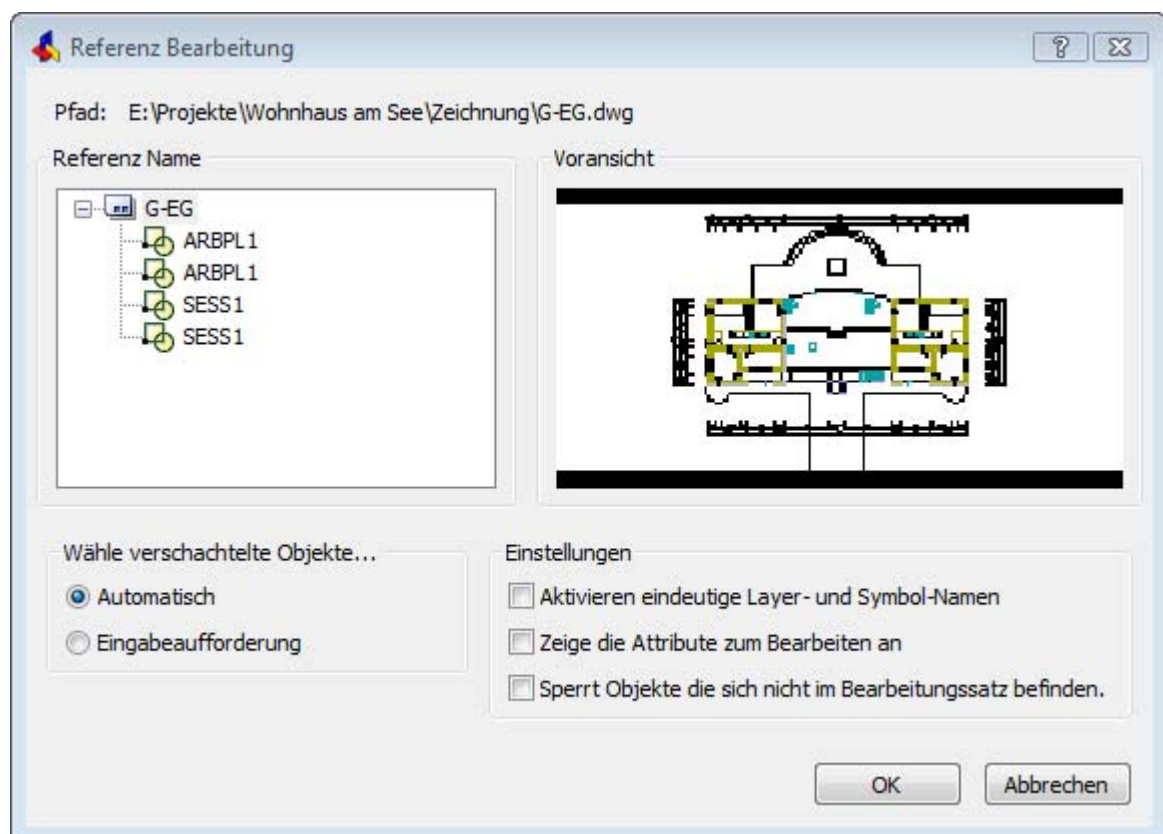 Referenz Bearbeitung
Pfad: E:\Projekte\Wohnhaus am See\Zeichnung\G-EG.dwg
Referenz Name
G-EG
ARBPL1
ARBPL1
SESS1
SESS1
Voransicht
Wähle verschachtelte Objekte...
Automatisch
Eingabeaufforderung
Einstellungen
Aktivieren eindeutige Layer- und Symbol-Namen
Zeige die Attribute zum Bearbeiten an
Sperrt Objekte die sich nicht im Bearbeitungssatz befinden.
OK
Abbrechen